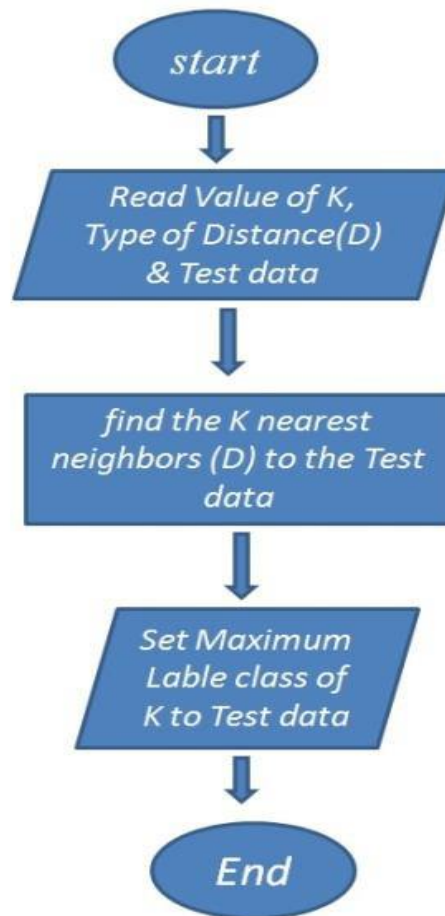 start
Read Value of K,
Type of Distance(D)
& Test data
find the K nearest
neighbors (D) to the Test
data
Set Maximum
Lable class of
K to Test data
End